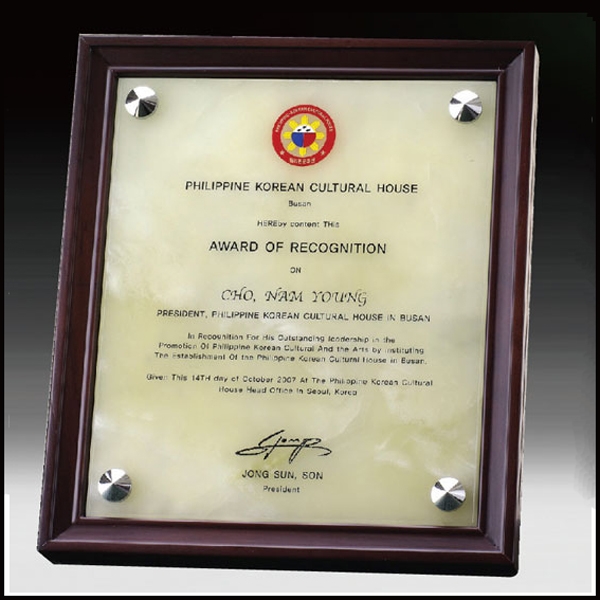 PHILIPPINE KOREAN CULTURAL HOUSE
Busan
HEREby content This
AWARD OF RECOGNITION
ON
CHO, NAM YOUNG
PRESIDENT, PHILIPPINE KOREAN CULTURAL HOUSE IN BUSAN
In Recognition For His Outstanding leadership in the
Promotion Of Philippine Korean Cultural And the Arts by Instituting
The Establishment Of the Philippine Korean Cultural House in Busan.
Given This 14TH day of October 2007 At The Philippine Korean Cultural
House Head Office In Seoul, Korea
JONG SUN, SON
President